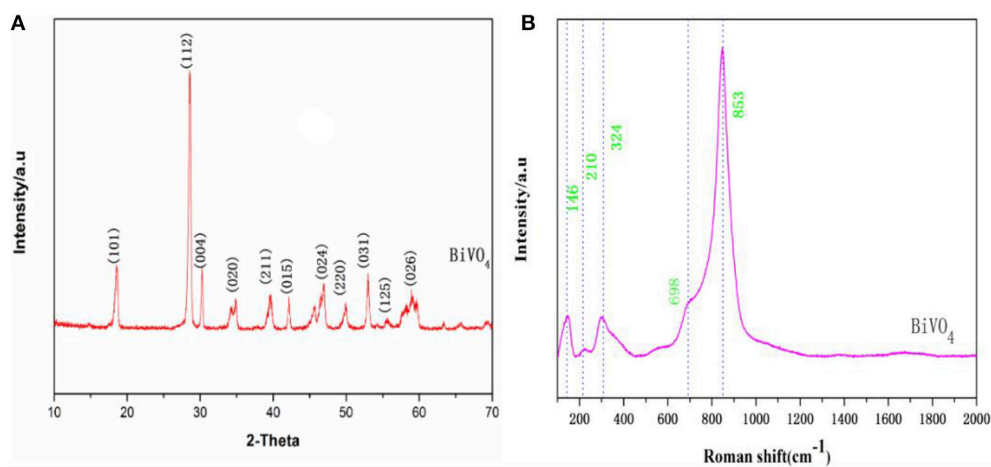 A
Intensity/a.u
(101)
(112)
(004)
(020)
(211)
(015)
(024)
(220)
(031)
(125)
(026)
BiVO4
10 20 30 40 50 60 70
2-Theta
B
Intensity/a.u
146
210
324
698
853
BiVO4
200 400 600 800 1000 1200 1400 1600 1800 2000
Roman shift(cm-1)